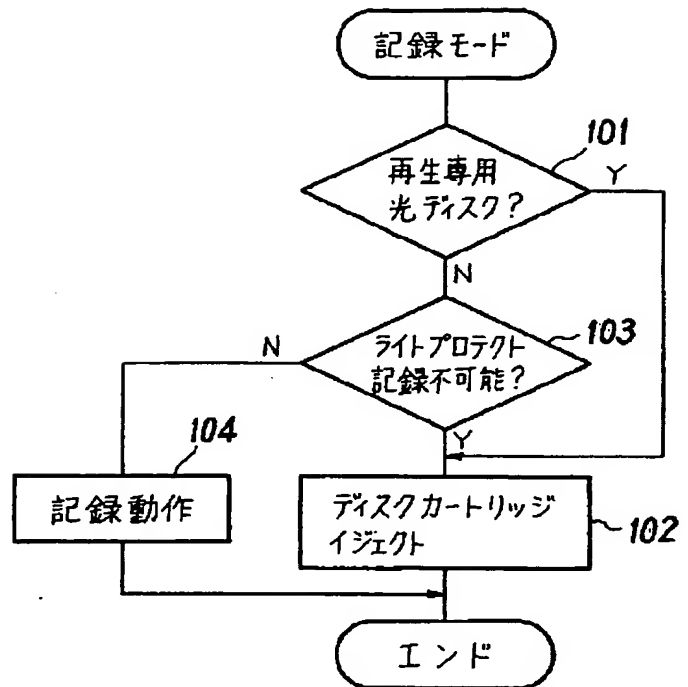 記録モード
101
再生専用
光ディスク?
Y
N
103
N
ライトプロテクト
記録不可能?
Y
104
記録動作
ディスクカートリッジ
イジェクト
102
エンド